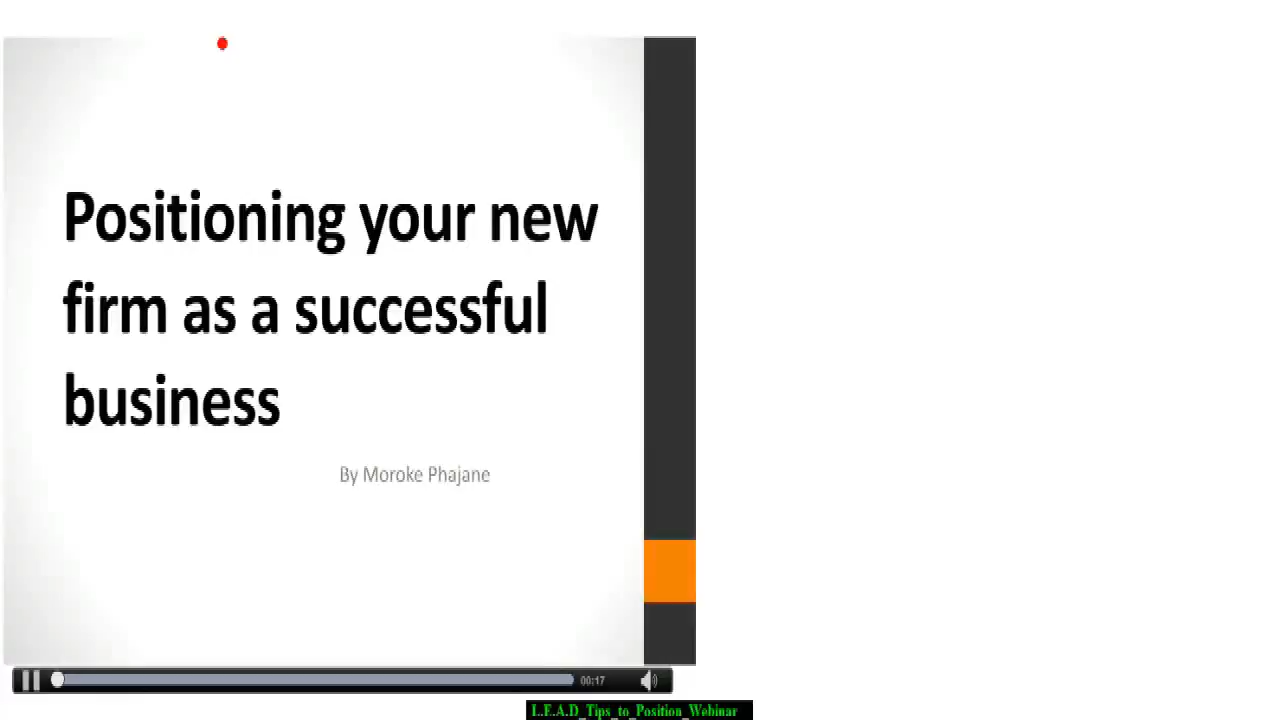 Positioning your new
firm as a successful
business
By Moroke Phajane
00:17
L.E.A.D_Tips_to_Position_Webinar